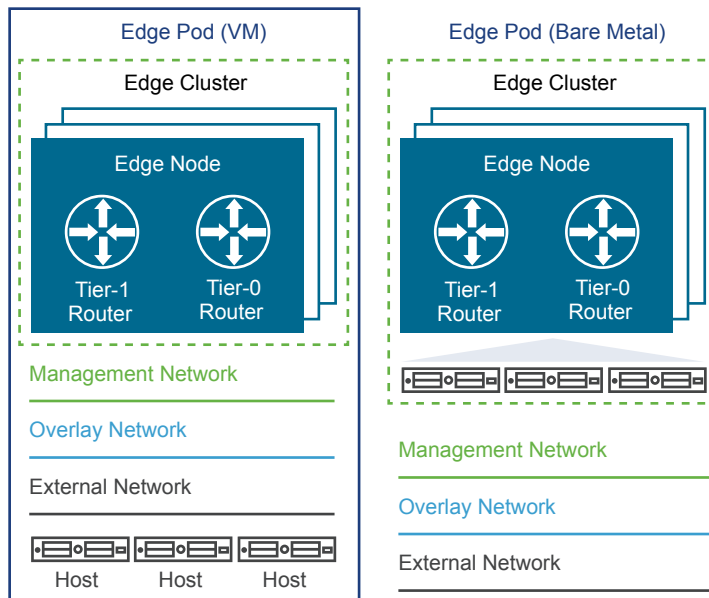 Edge Pod (VM)
Edge Cluster
Edge Node
Tier-1 Router
Tier-0 Router
Management Network
Overlay Network
External Network
Host Host Host
Edge Pod (Bare Metal)
Edge Cluster
Edge Node
Tier-1 Router
Tier-0 Router
Management Network
Overlay Network
External Network